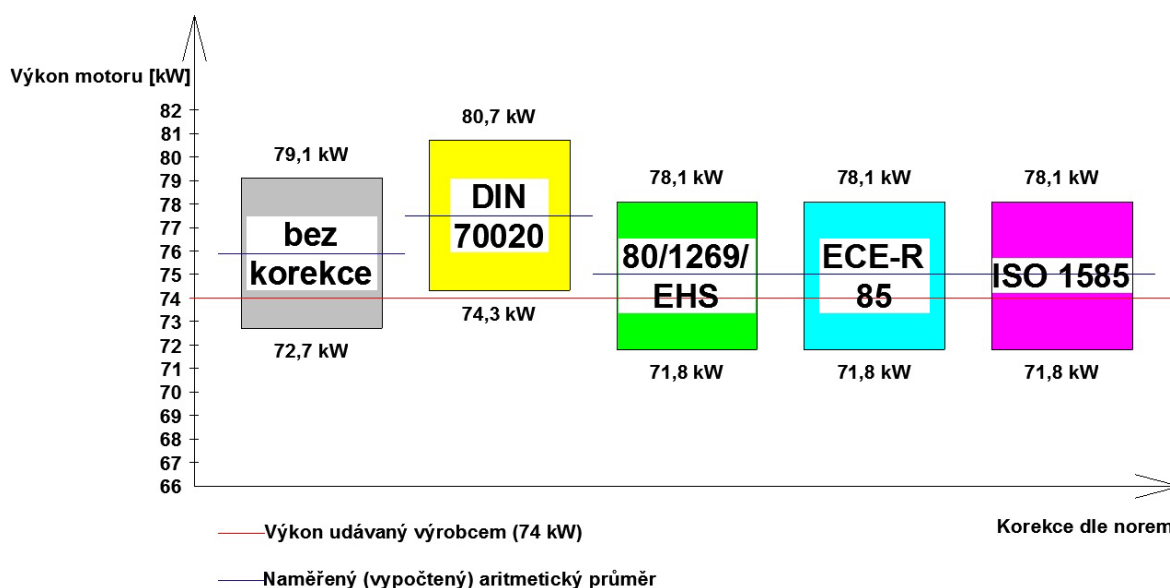 Výkon motoru [kW]
82
81
80
79
78
77
76
75
74
73
72
71
70
69
68
67
66
79,1 kW
bez
korekce
72,7 kW
80,7 kW
DIN
70020
74,3 kW
78,1 kW
80/1269/
EHS
71,8 kW
78,1 kW
ECE-R
85
71,8 kW
78,1 kW
ISO 1585
71,8 kW
Korekce dle norem
Výkon udávaný výrobcem (74 kW)
Naměřený (vypočtený) aritmetický průměr